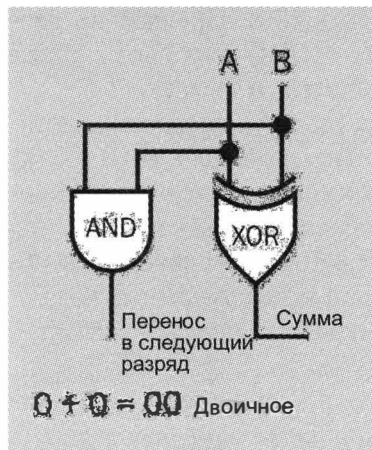 A B
AND XOR
Перенос
в следующий
разряд
Сумма
0 + 0 = 00 Двоичное